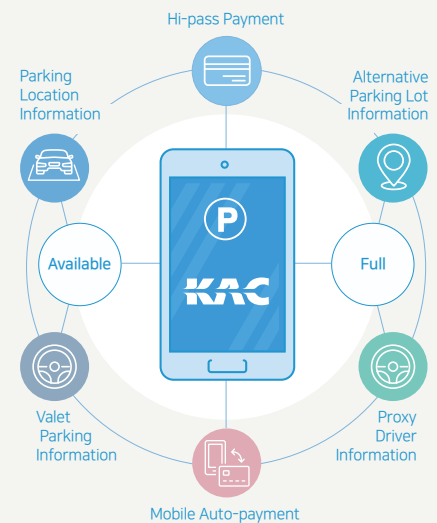 Hi-pass Payment
Parking
Location
Information
Alternative
Parking Lot
Information
P
Available
KAC
Full
Valet
Parking
Information
Proxy
Driver
Information
Mobile Auto-payment